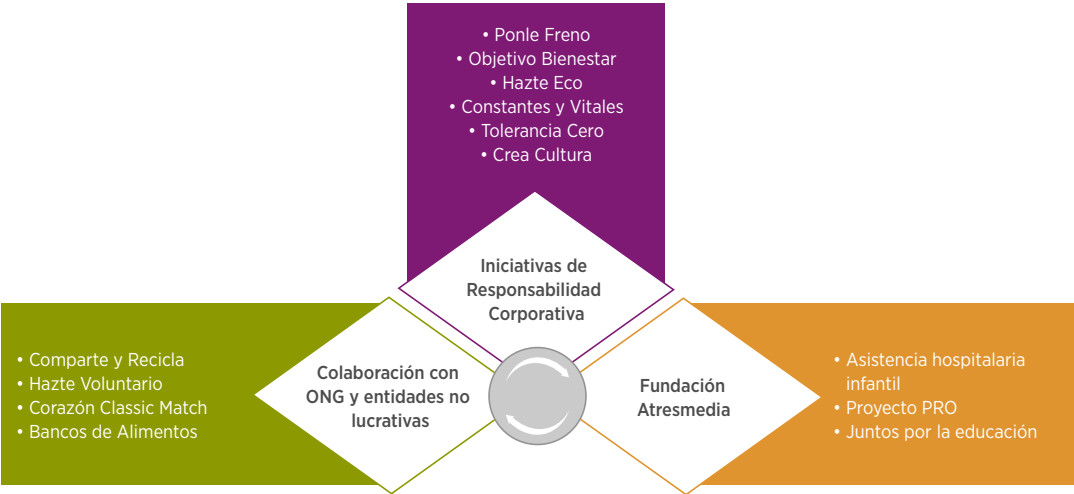 • Ponle Freno
• Objetivo Bienestar
• Hazte Eco
• Constantes y Vitales
• Tolerancia Cero
• Crea Cultura
Iniciativas de
Responsabilidad
Corporativa
• Comparte y Recicla
• Hazte Voluntario
• Corazón Classic Match
• Bancos de Alimentos
Colaboración con
ONG y entidades no
lucrativas
Fundación
Atresmedia
• Asistencia hospitalaria
infantil
• Proyecto PRO
• Juntos por la educación